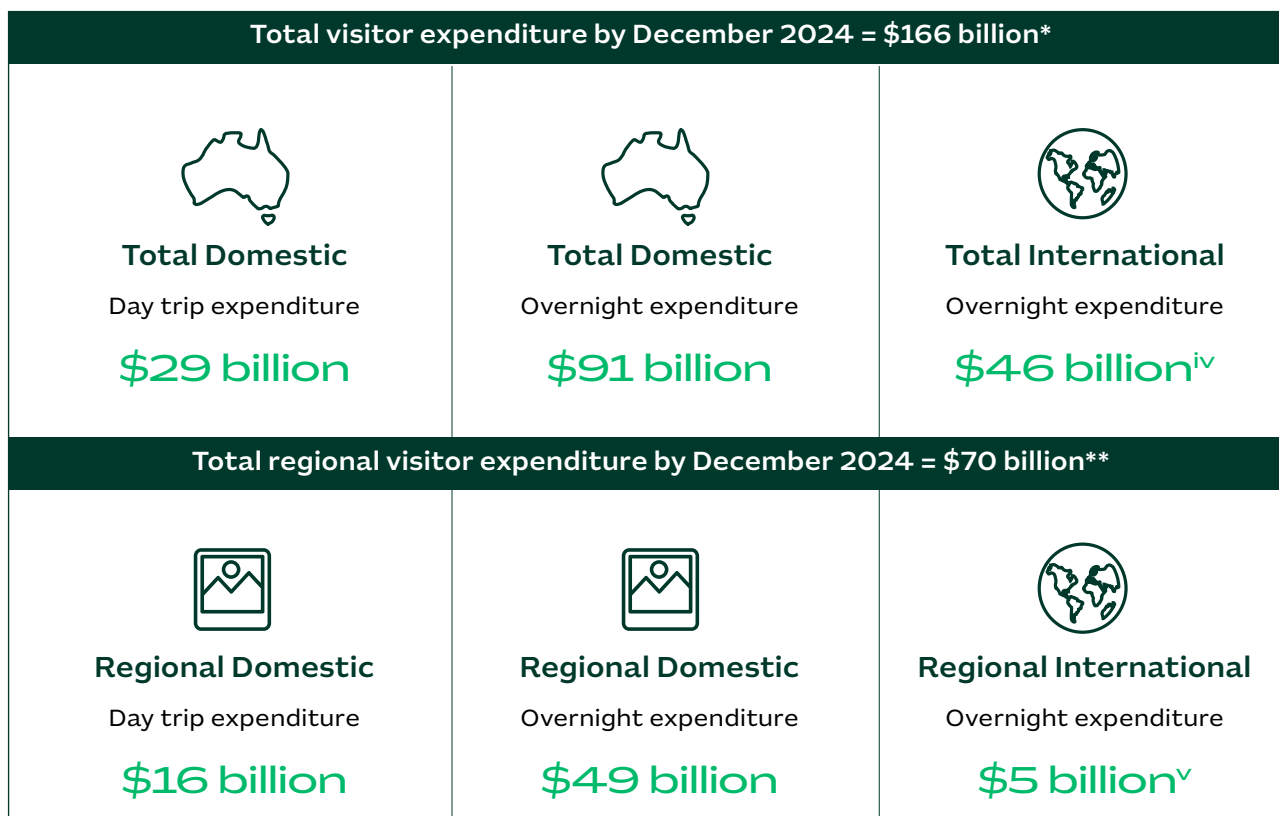 Total visitor expenditure by December 2024 = $166 billion*
Total Domestic
Day trip expenditure
$29 billion
Total Domestic
Overnight expenditure
$91 billion
Total International
Overnight expenditure
$46 billionⁱᵛ
Total regional visitor expenditure by December 2024 = $70 billion**
Regional Domestic
Day trip expenditure
$16 billion
Regional Domestic
Overnight expenditure
$49 billion
Regional International
Overnight expenditure
$5 billionᵛ